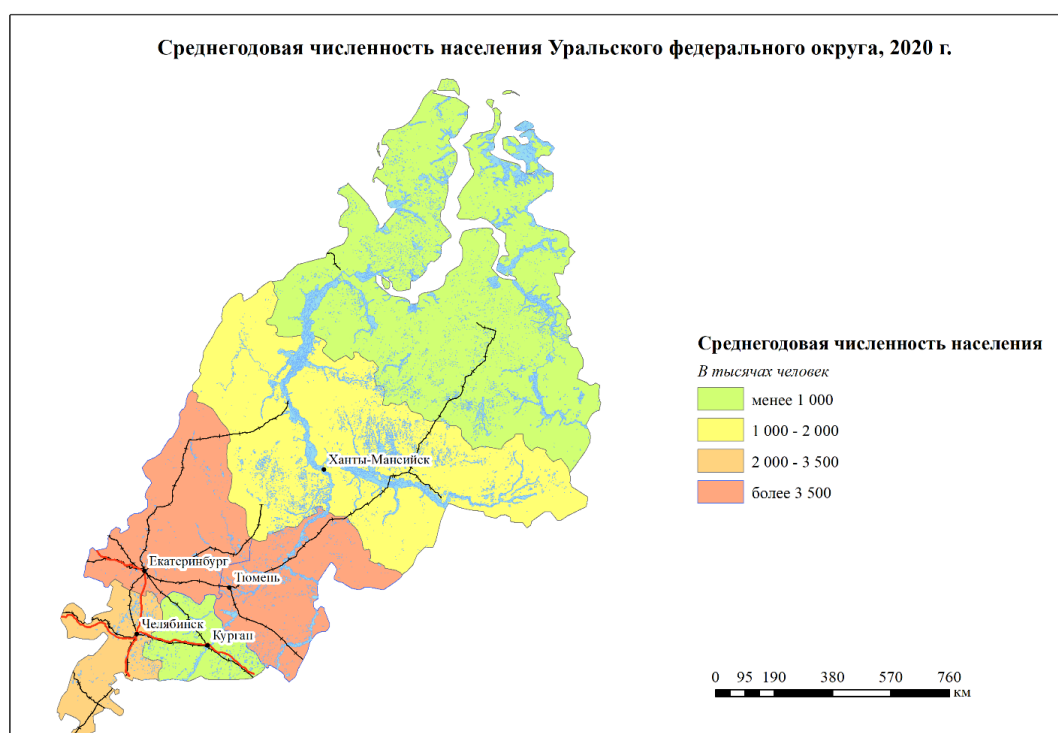 Среднегодовая численность населения Уральского федерального округа, 2020 г.
Среднегодовая численность населения
В тысячах человек
менее 1 000
1 000 - 2 000
2 000 - 3 500
более 3 500
Ханты-Мансийск
Екатеринбург
Тюмень
Челябинск
Курган
0 95 190 380 570 760
км